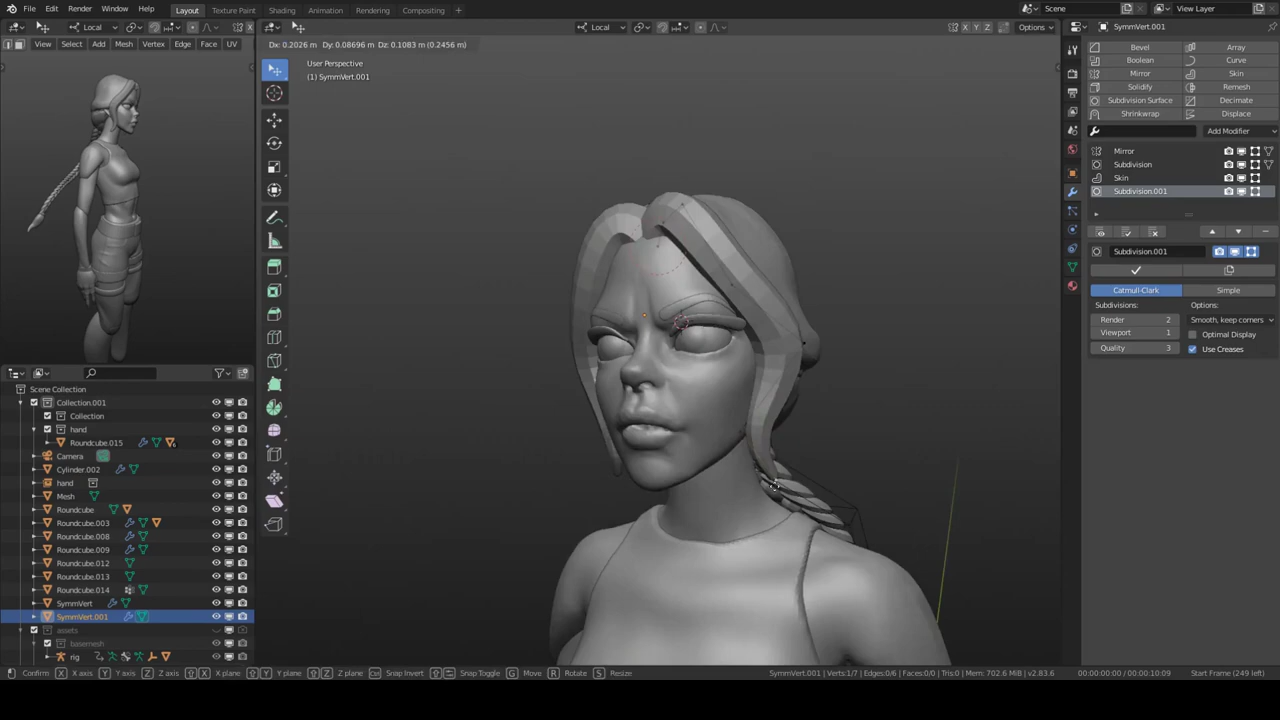 File Edit Render Window Help Layout Texture Paint Shading Animation Rendering Compositing + Scene View Layer
Local Local Options SymmVert.001
View Select Add Mesh Vertex Edge Face UV Dx: 0.2026 m Dy: 0.08696 m Dz: 0.1083 m (0.2456 m)
X Y Z
User Perspective
(1) SymmVert.001
Bevel Array
Boolean Curve
Mirror Skin
Solidify Remesh
Subdivision Surface Decimate
Shrinkwrap Displace
Add Modifier
Mirror
Subdivision
Skin
Subdivision.001
Subdivision.001
Catmull-Clark Simple
Subdivisions: Options:
Render 2 Smooth, keep corners
Viewport 1 Optimal Display
Quality 3 Use Creases
Scene Collection
Collection.001
Collection
hand
Roundcube.015
Camera
Cylinder.002
hand
Mesh
Roundcube
Roundcube.003
Roundcube.008
Roundcube.009
Roundcube.012
Roundcube.013
Roundcube.014
SymmVert
SymmVert.001
assets
basemesh
rig
Confirm X X axis Y Y axis Z Z axis X X plane Y Y plane Z Z plane Ctrl Snap Invert Snap Toggle G Move R Rotate S Resize SymmVert.001 | Verts:1/7 | Edges:0/6 | Faces:0/0 | Tris:0 | Mem: 702.6 MiB | v2.83.6 00:00:00:00 / 00:00:10:09 Start Frame (249 left)